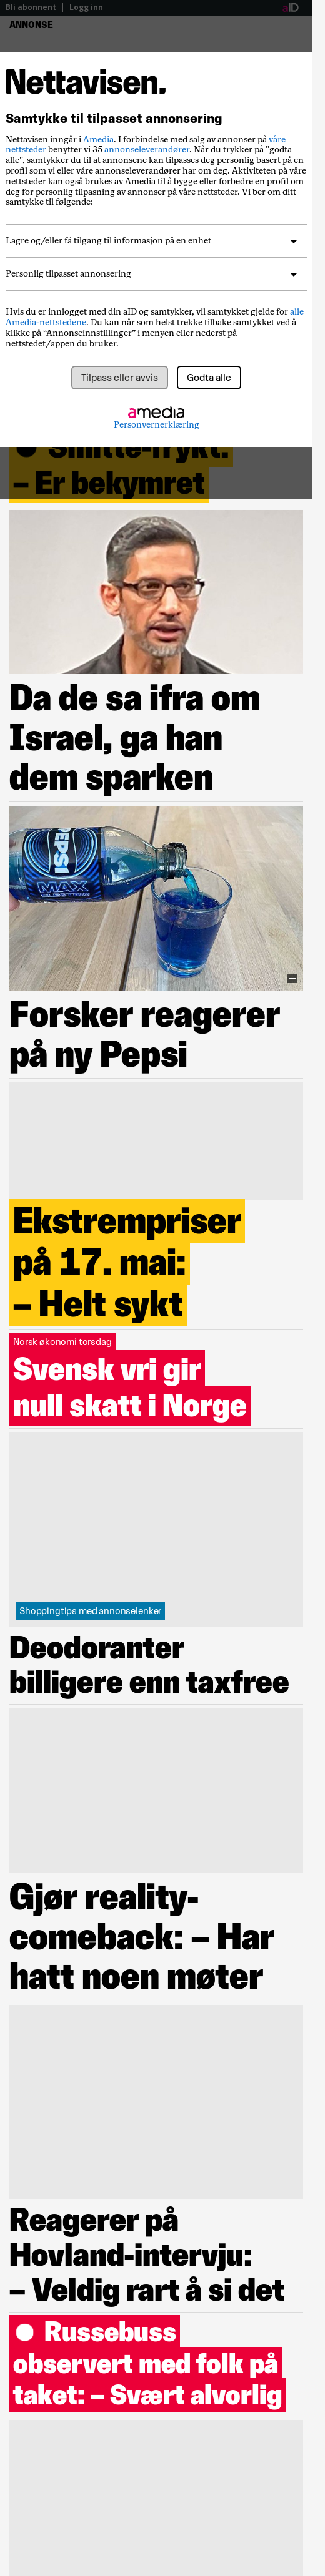 Bli abonnent | Logg inn
aID
ANNONSE
Nettavisen.
Samtykke til tilpasset annonsering
Nettavisen inngår i Amedia. I forbindelse med salg av annonser på våre
nettsteder benytter vi 35 annonseleverandører. Når du trykker på "godta
alle", samtykker du til at annonsene kan tilpasses deg personlig basert på en
profil som vi eller våre annonseleverandører har om deg. Aktiviteten på våre
nettsteder kan også brukes av Amedia til å bygge eller forbedre en profil om
deg for personlig tilpasning av annonser på våre nettsteder. Vi ber om ditt
samtykke til følgende:
Lagre og/eller få tilgang til informasjon på en enhet
Personlig tilpasset annonsering
Hvis du er innlogget med din aID og samtykker, vil samtykket gjelde for alle
Amedia-nettstedene. Du kan når som helst trekke tilbake samtykket ved å
klikke på “Annonseinnstillinger” i menyen eller nederst på
nettstedet/appen du bruker.
Tilpass eller avvis
Godta alle
amedia
Personvernerklæring
Smitte-frykt:
– Er bekymret
Da de sa ifra om
Israel, ga han
dem sparken
PEPSI
MAX
Forsker reagerer
på ny Pepsi
Ekstrempriser
på 17. mai:
– Helt sykt
Norsk økonomi torsdag
Svensk vri gir
null skatt i Norge
Shoppingtips med annonselenker
Deodoranter
billigere enn taxfree
Gjør reality-
comeback: – Har
hatt noen møter
Reagerer på
Hovland-intervju:
– Veldig rart å si det
Russebuss
observert med folk på
taket: – Svært alvorlig